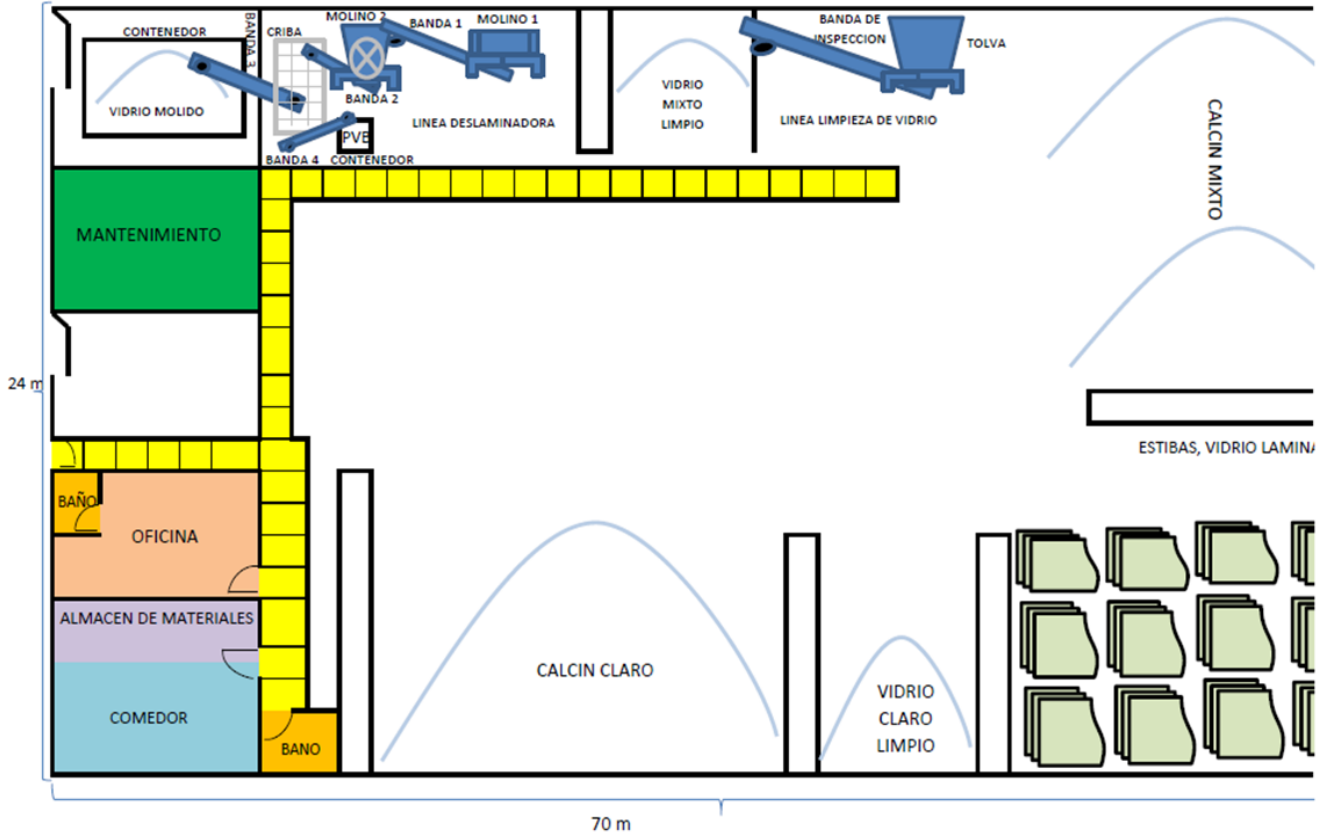 CONTENEDOR
BANDA 3
CRIBA
MOLINO 2
BANDA 1
MOLINO 1
BANDA DE
INSPECCION
TOLVA
VIDRIO MOLIDO
BANDA 2
VIDRIO
MIXTO
LIMPIO
LINEA DESLAMINADORA
LINEA LIMPIEZA DE VIDRIO
PVB
BANDA 4
CONTENEDOR
CALCIN MIXTO
MANTENIMIENTO
24 m
ESTIBAS, VIDRIO LAMINA
BAÑO
OFICINA
ALMACEN DE MATERIALES
CALCIN CLARO
VIDRIO
CLARO
LIMPIO
COMEDOR
BANO
70 m